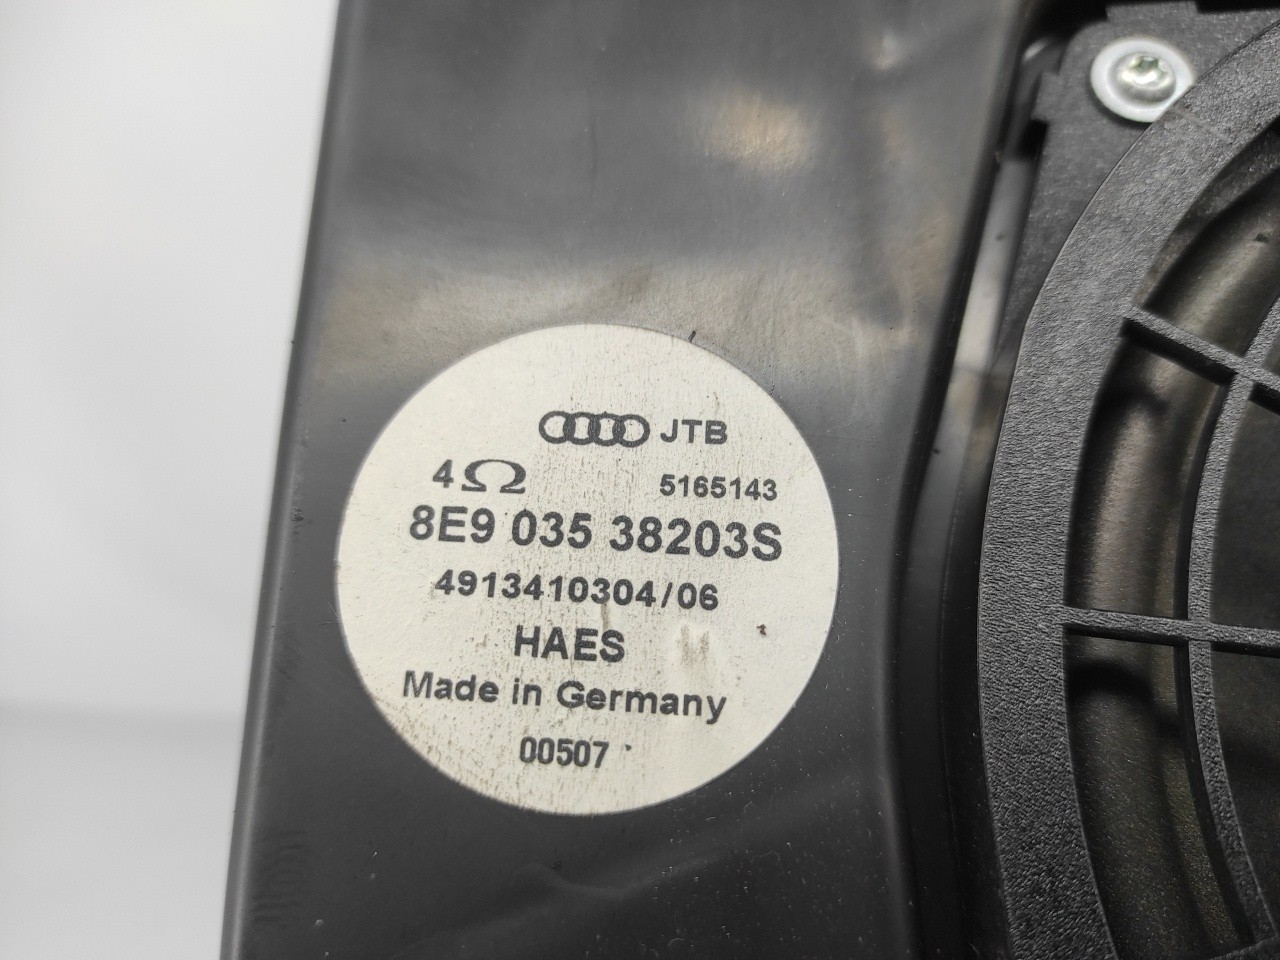 JTB
4Ω 5165143
8E9 035 38203S
4913410304/06
HAES
Made in Germany
00507